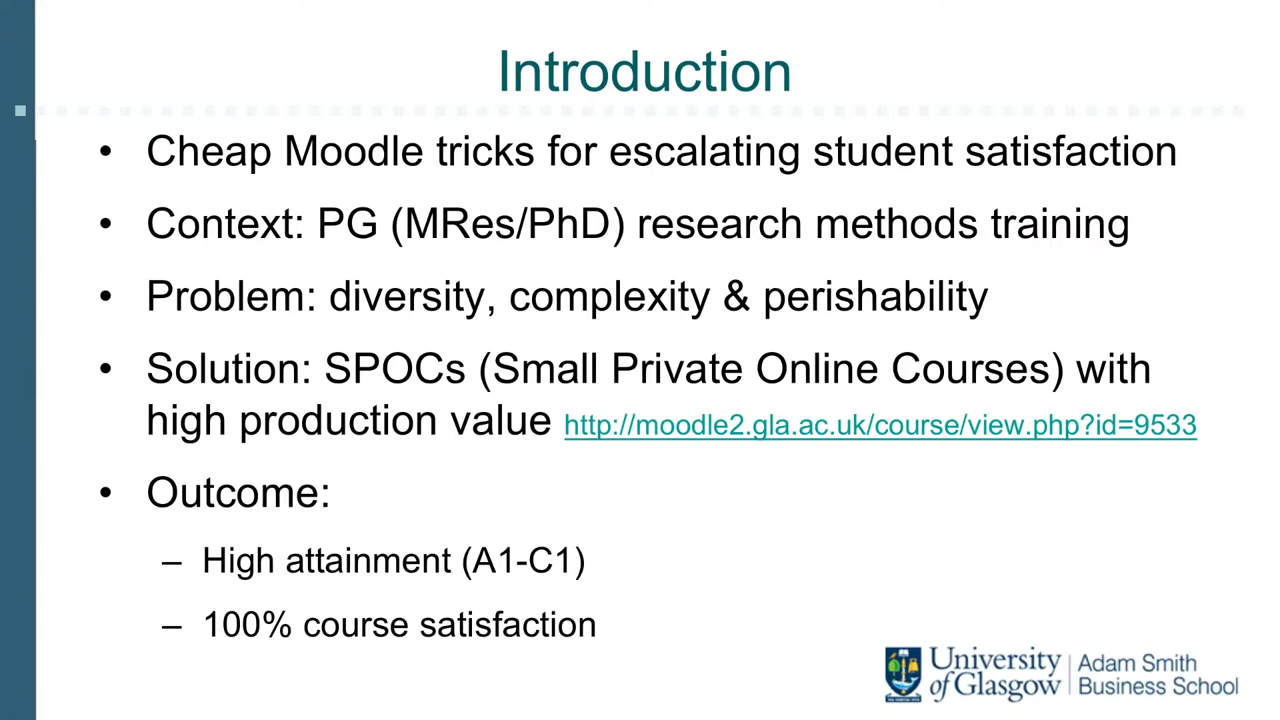 Introduction
• Cheap Moodle tricks for escalating student satisfaction
• Context: PG (MRes/PhD) research methods training
• Problem: diversity, complexity & perishability
• Solution: SPOCs (Small Private Online Courses) with
high production value http://moodle2.gla.ac.uk/course/view.php?id=9533
• Outcome:
– High attainment (A1-C1)
– 100% course satisfaction
University
of Glasgow
Adam Smith
Business School